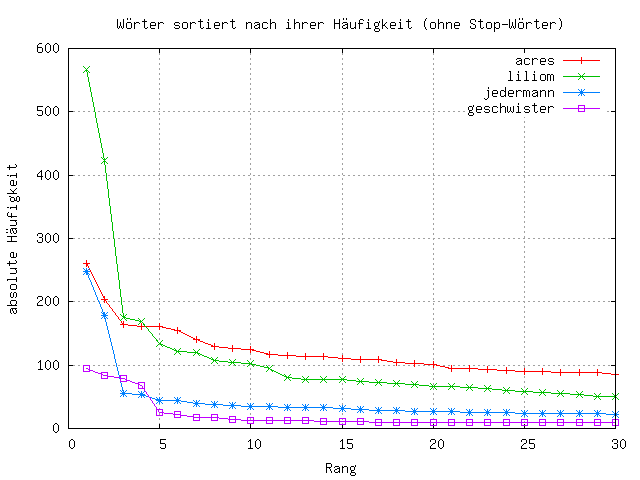 Wörter sortiert nach ihrer Häufigkeit (ohne Stop-Wörter)
acres
liliom
jedermann
geschwister
absolute Häufigkeit
600
500
400
300
200
100
0
0 5 10 15 20 25 30
Rang